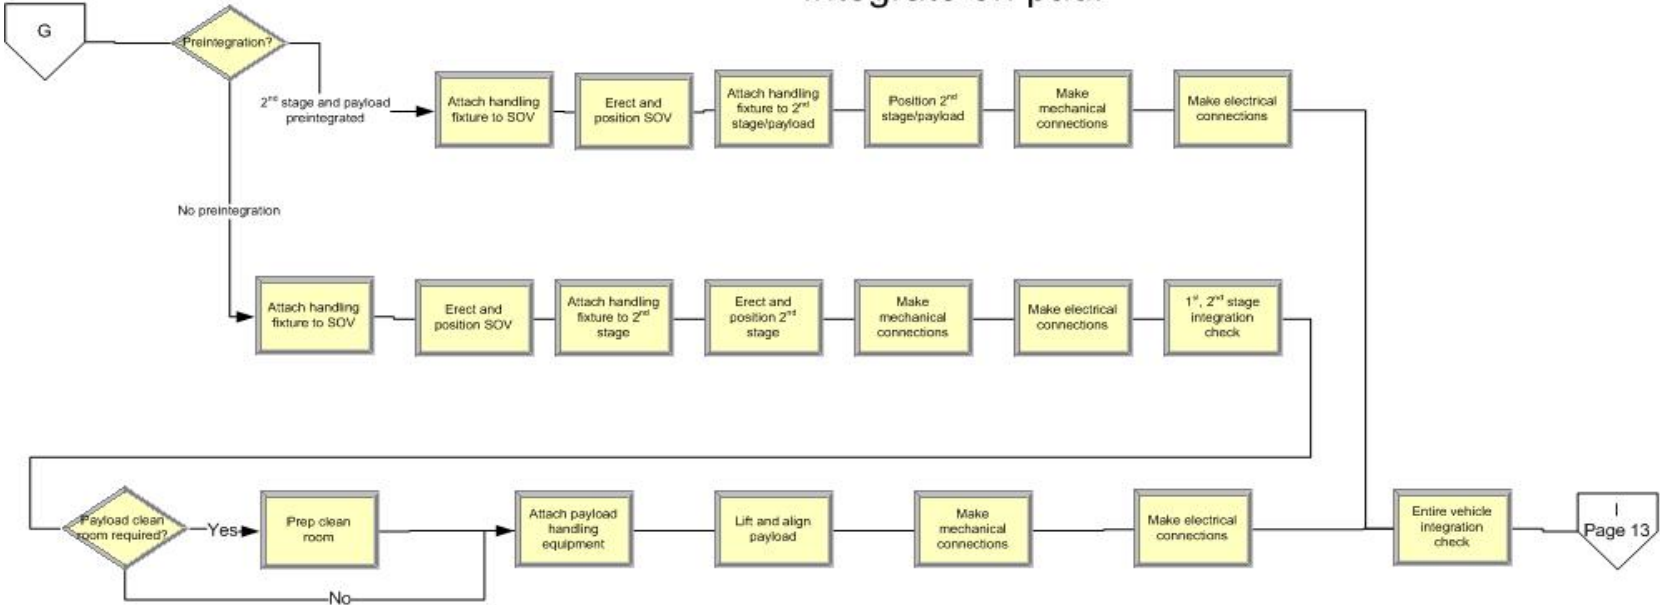 Integrate on pad.
G
Preintegration?
2nd stage and payload
preintegrated
Attach handling
fixture to SOV
Erect and
position SOV
Attach handling
fixture to 2nd
stage/payload
Position 2nd
stage/payload
Make
mechanical
connections
Make electrical
connections
No preintegration
Attach handling
fixture to SOV
Erect and
position SOV
Attach handling
fixture to 2nd
stage
Erect and
position 2nd
stage
Make
mechanical
connections
Make electrical
connections
1st, 2nd stage
integration
check
Payload clean
room required?
Yes
No
Prep clean
room
Attach payload
handling
equipment
Lift and align
payload
Make
mechanical
connections
Make electrical
connections
Entire vehicle
integration
check
I
Page 13